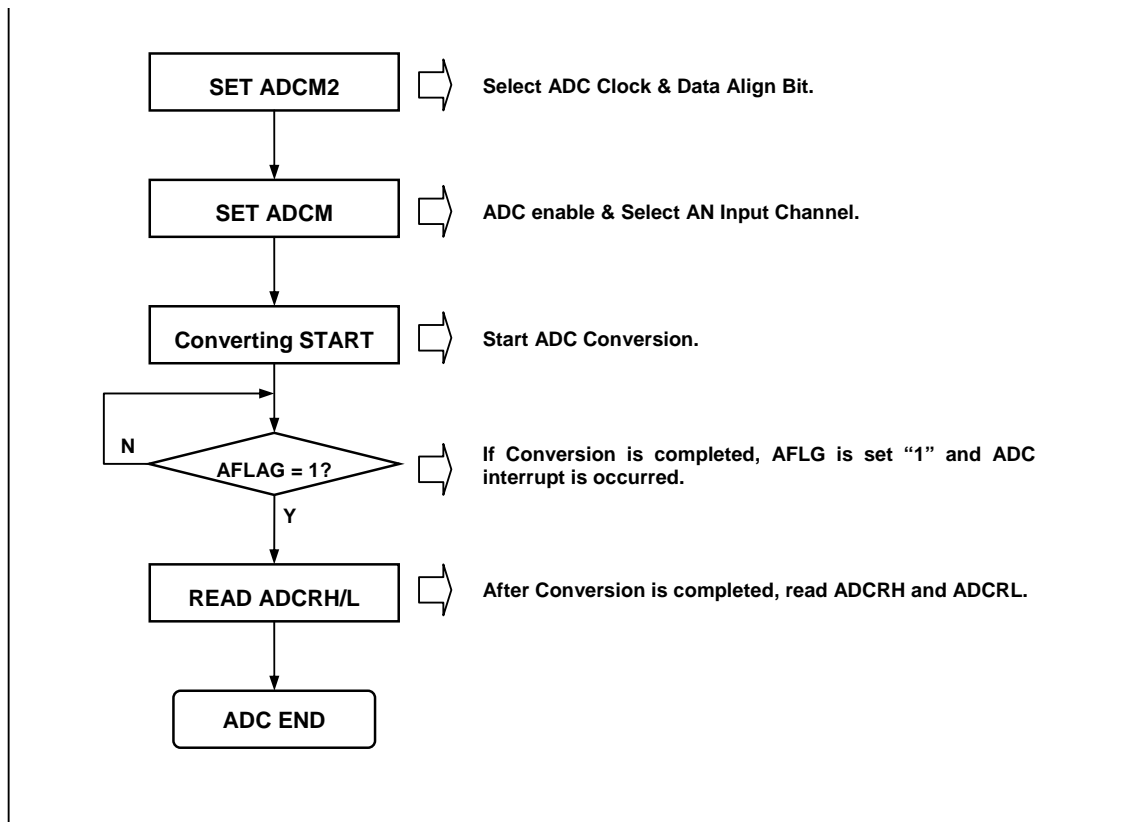 SET ADCM2
Select ADC Clock & Data Align Bit.
SET ADCM
ADC enable & Select AN Input Channel.
Converting START
Start ADC Conversion.
N
AFLAG = 1?
If Conversion is completed, AFLG is set “1” and ADC
interrupt is occurred.
Y
READ ADCRH/L
After Conversion is completed, read ADCRH and ADCRL.
ADC END